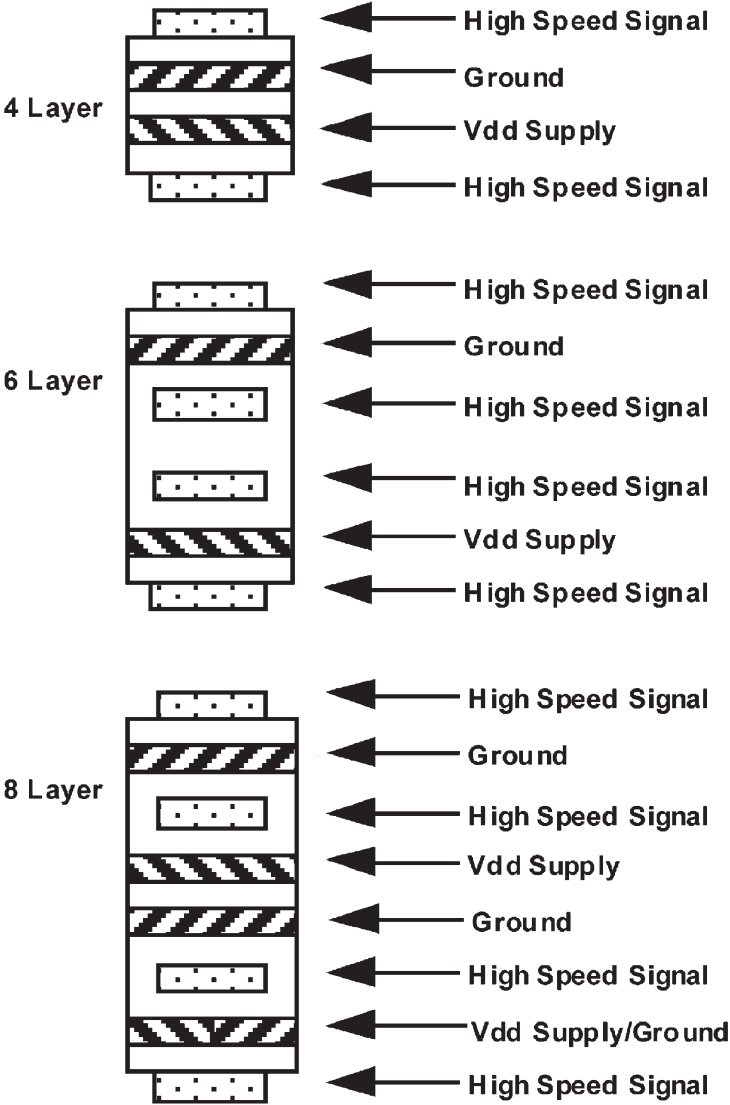 High Speed Signal
Ground
4 Layer
Vdd Supply
High Speed Signal
High Speed Signal
Ground
6 Layer
High Speed Signal
High Speed Signal
Vdd Supply
High Speed Signal
High Speed Signal
Ground
8 Layer
High Speed Signal
Vdd Supply
Ground
High Speed Signal
Vdd Supply/Ground
High Speed Signal